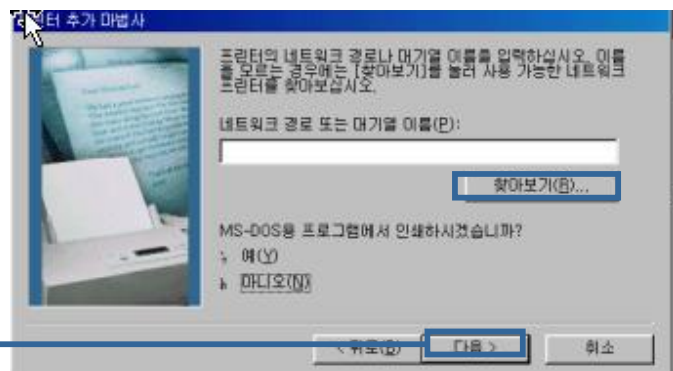 프린터 추가 마법사
프린터의 네트워크 경로나 대기열 이름을 입력하십시오. 이름
을 모르는 경우에는 [찾아보기]를 눌러 사용 가능한 네트워크
프린터를 찾아보십시오.
네트워크 경로 또는 대기열 이름(P):
찾아보기(R)...
MS-DOS용 프로그램에서 인쇄하시겠습니까?
예(Y)
아니오(N)
< 뒤로(B)
다음 >
취소